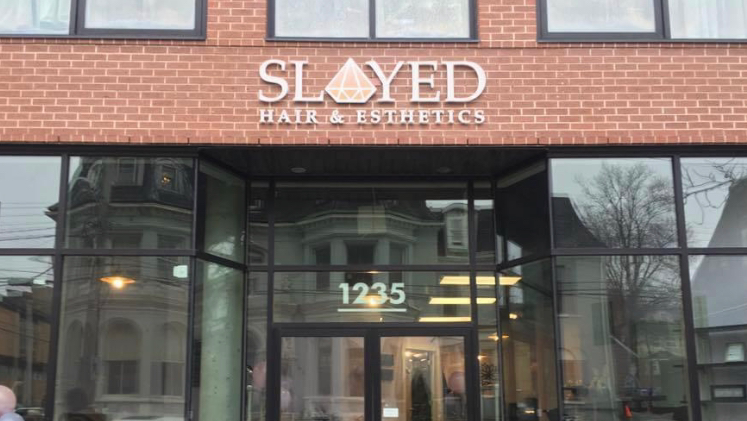 SLAYED
HAIR & ESTHETICS
1235